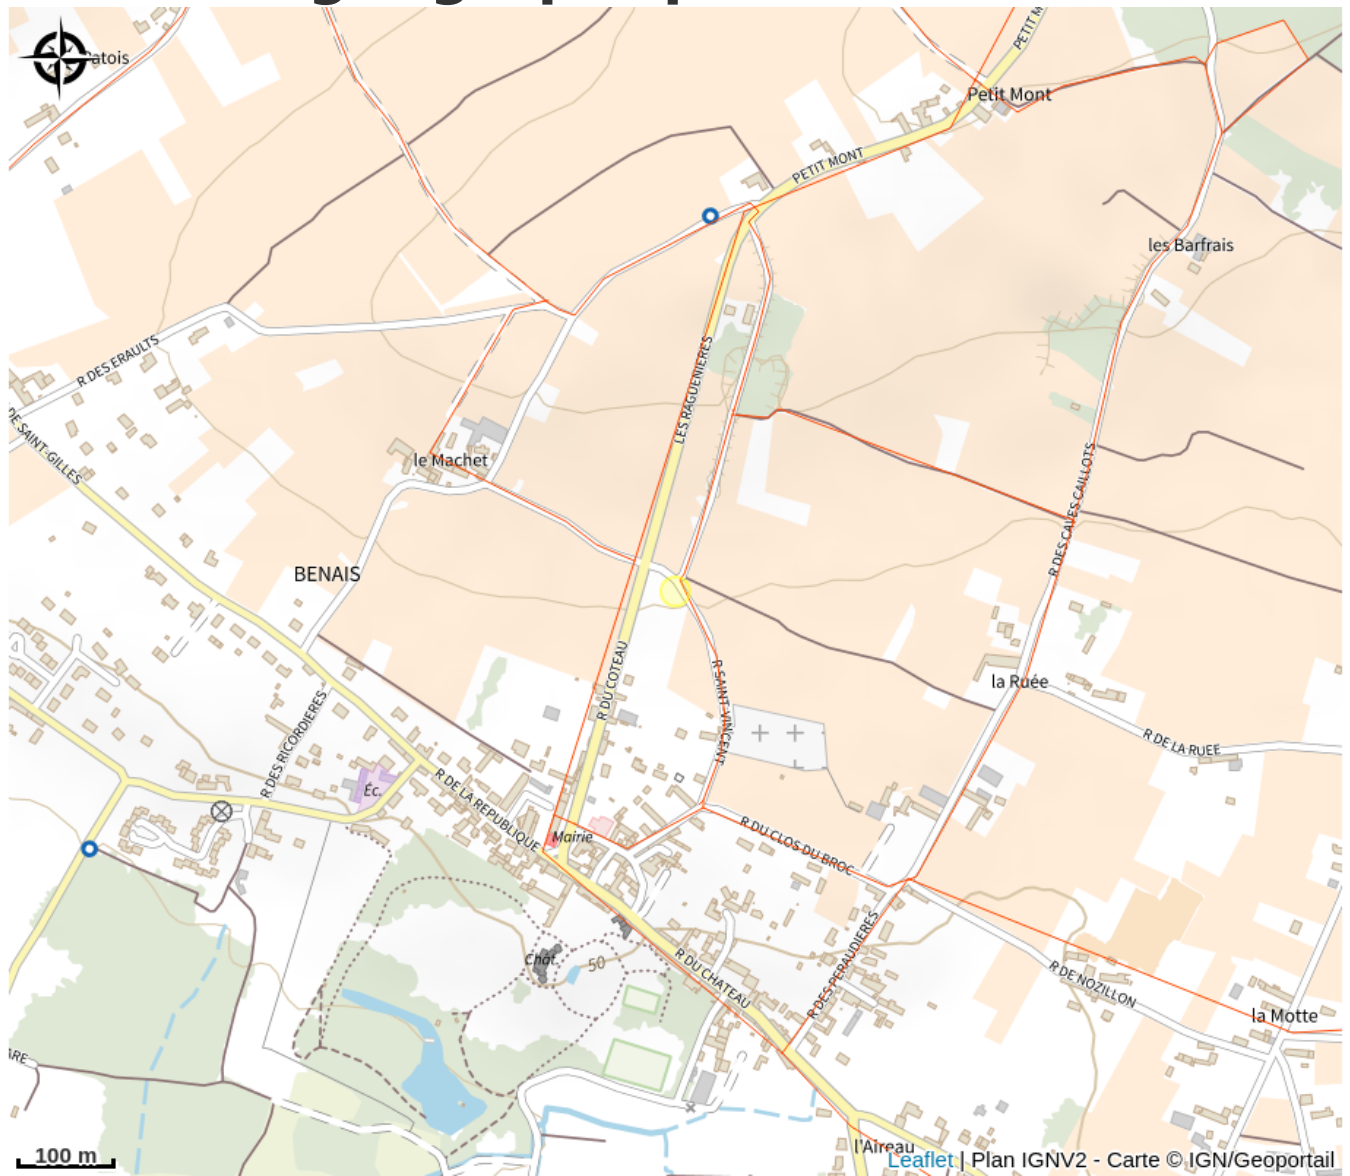 Petit Mont
PETIT MONT
les Barfrais
R DES ERAULTS
LES RAGUENIERES
DE SAINT-GILLES
le Machet
R DES CAVES CAILLOTS
BENAIS
la Ruée
R DU COTEAU
R SAINT-VINCENT
R DES RICORDIERES
R DE LA RUEE
Éc.
R DE LA REPUBLIQUE
Mairie
R DU CLOS DU BROC
Chât.
50
R DU CHATEAU
R DES PERAUDIERES
R DE NOZILLON
la Motte
l'Aireau
100 m
Leaflet | Plan IGNV2 - Carte © IGN/Geoportail